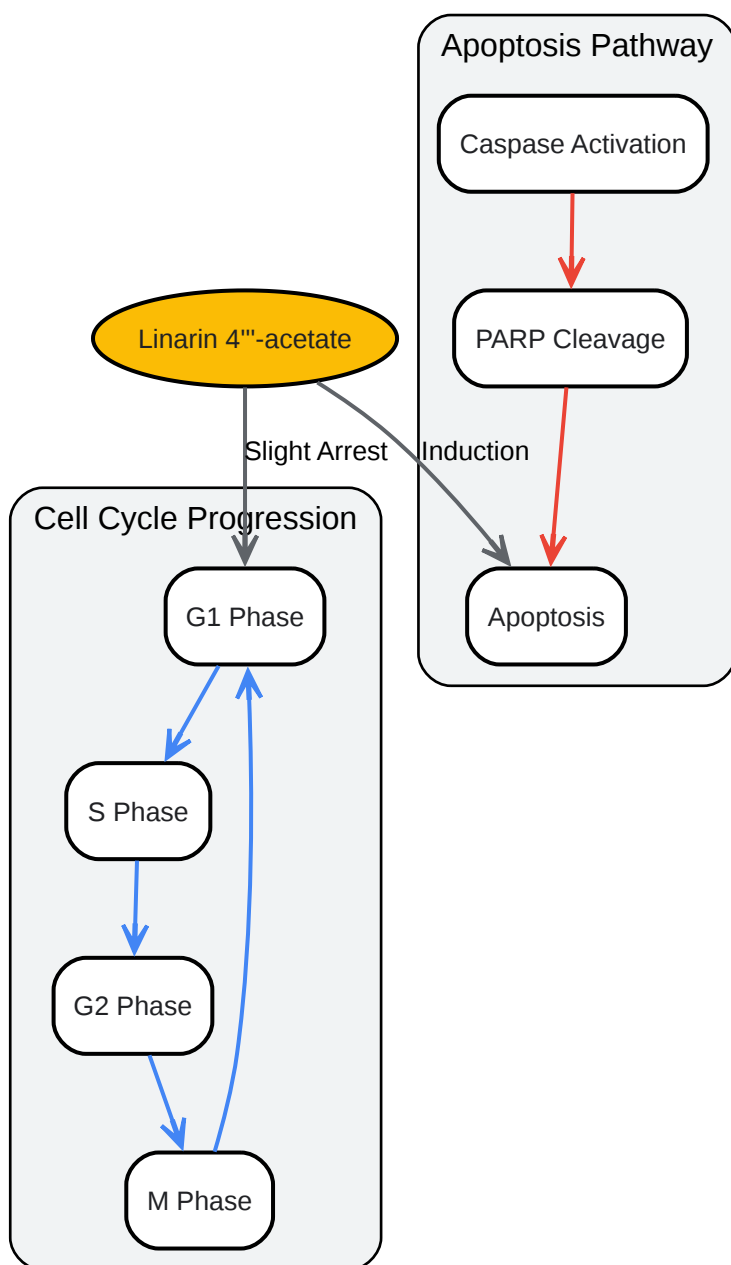 Apoptosis Pathway
Caspase Activation
PARP Cleavage
Linarin 4'''-acetate
Slight Arrest
Induction
Cell Cycle Progression
G1 Phase
Apoptosis
S Phase
G2 Phase
M Phase